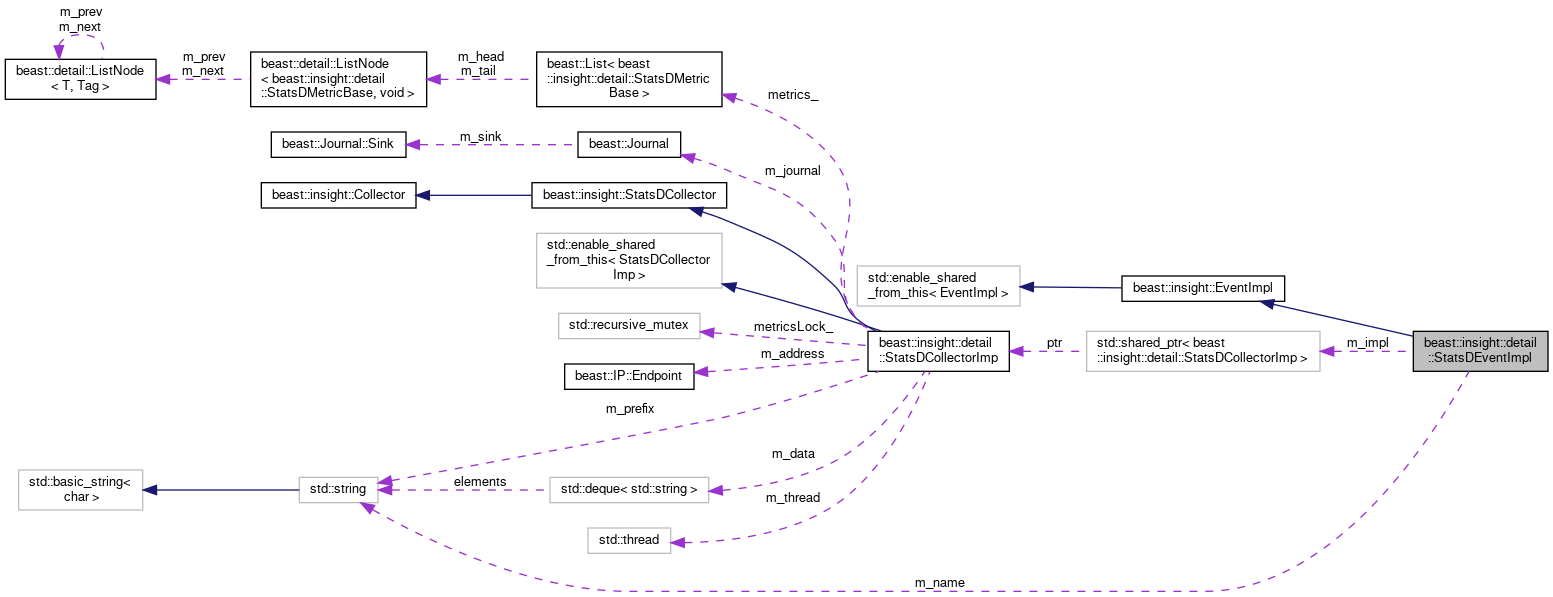 m_prev
m_next
beast::detail::ListNode
< T, Tag >
m_prev
m_next
beast::detail::ListNode
< beast::insight::detail
::StatsDMetricBase, void >
m_head
m_tail
beast::List< beast
::insight::detail::StatsDMetric
Base >
metrics_
beast::Journal::Sink
m_sink
beast::Journal
m_journal
beast::insight::Collector
beast::insight::StatsDCollector
std::enable_shared
_from_this< StatsDCollector
Imp >
std::enable_shared
_from_this< EventImpl >
beast::insight::EventImpl
std::recursive_mutex
metricsLock_
beast::insight::detail
::StatsDCollectorImp
ptr
std::shared_ptr< beast
::insight::detail::StatsDCollectorImp >
m_impl
beast::insight::detail
::StatsDEventImpl
m_address
beast::IP::Endpoint
m_prefix
m_data
std::basic_string<
char >
std::string
elements
std::deque< std::string >
m_thread
std::thread
m_name